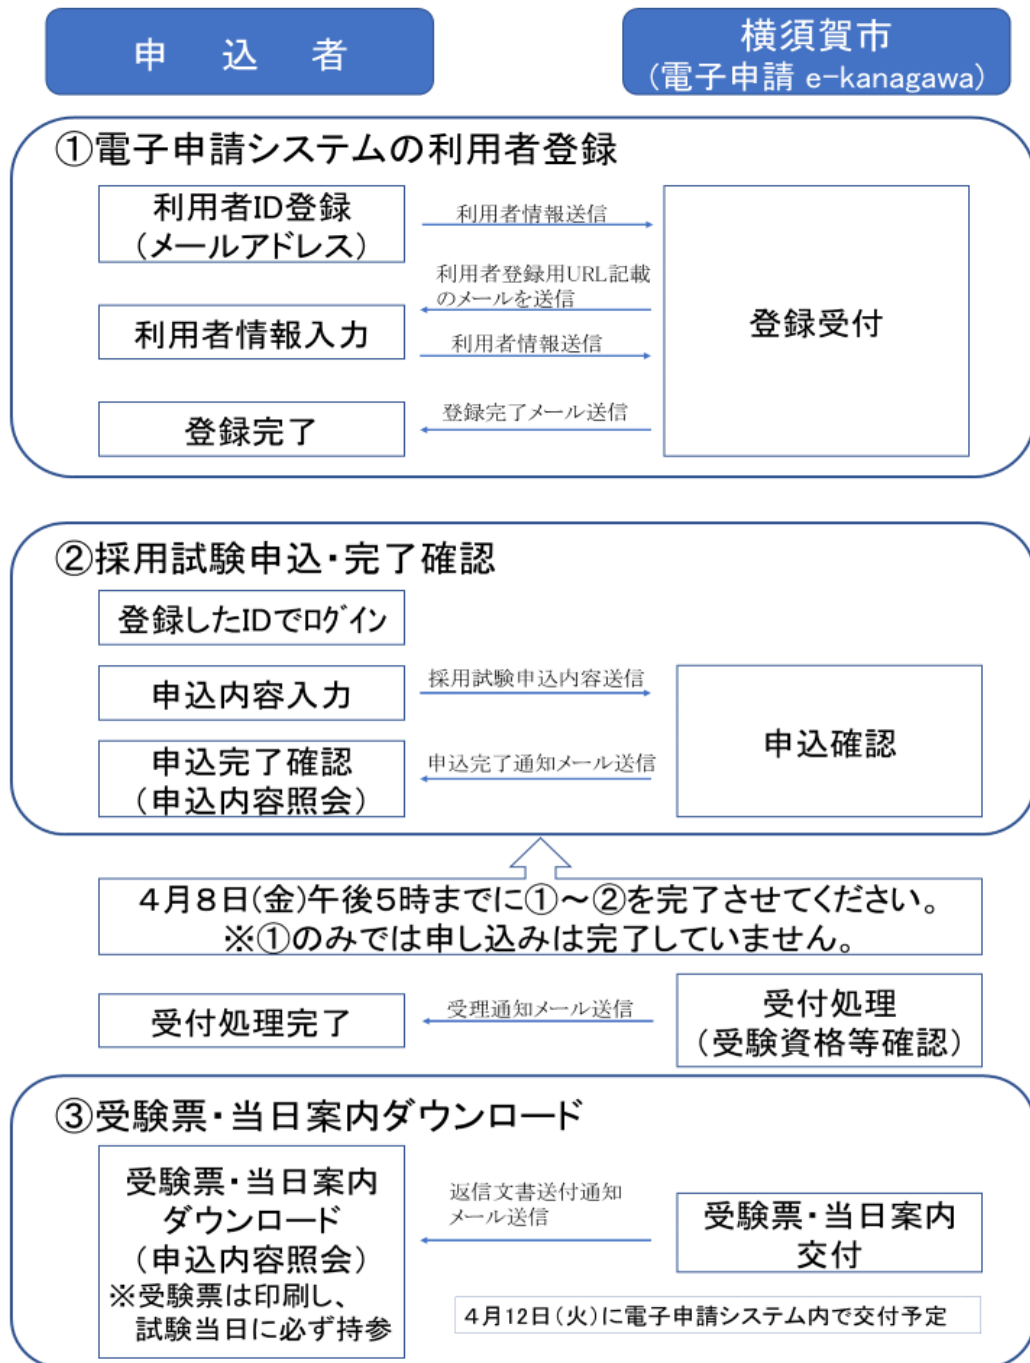 申　込　者
横須賀市
（電子申請 e-kanagawa）
①電子申請システムの利用者登録
利用者ID登録
（メールアドレス）
利用者情報送信
利用者登録用URL記載
のメールを送信
利用者情報入力
利用者情報送信
登録受付
登録完了
登録完了メール送信
②採用試験申込・完了確認
登録したIDでﾛｸﾞｲﾝ
申込内容入力
採用試験申込内容送信
申込確認
申込完了確認
（申込内容照会）
申込完了通知メール送信
４月８日(金)午後５時までに①～②を完了させてください。
※①のみでは申し込みは完了していません。
受付処理完了
受理通知メール送信
受付処理
（受験資格等確認）
③受験票・当日案内ダウンロード
受験票・当日案内
ダウンロード
（申込内容照会）
※受験票は印刷し、
試験当日に必ず持参
返信文書送付通知
メール送信
受験票・当日案内
交付
４月12日（火）に電子申請システム内で交付予定